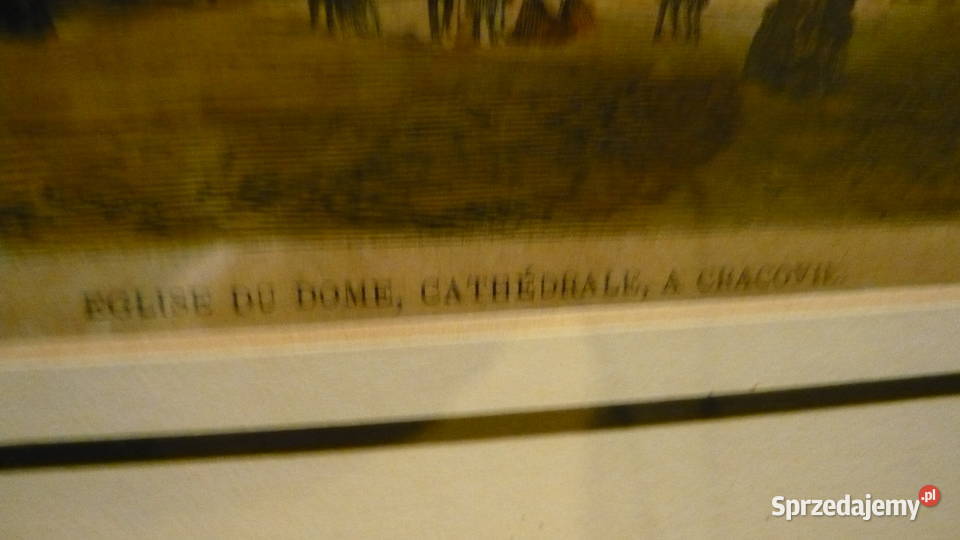 EGLISE DU DOME, CATHÉDRALE, A CRACOVIE.
Sprzedajemy.pl